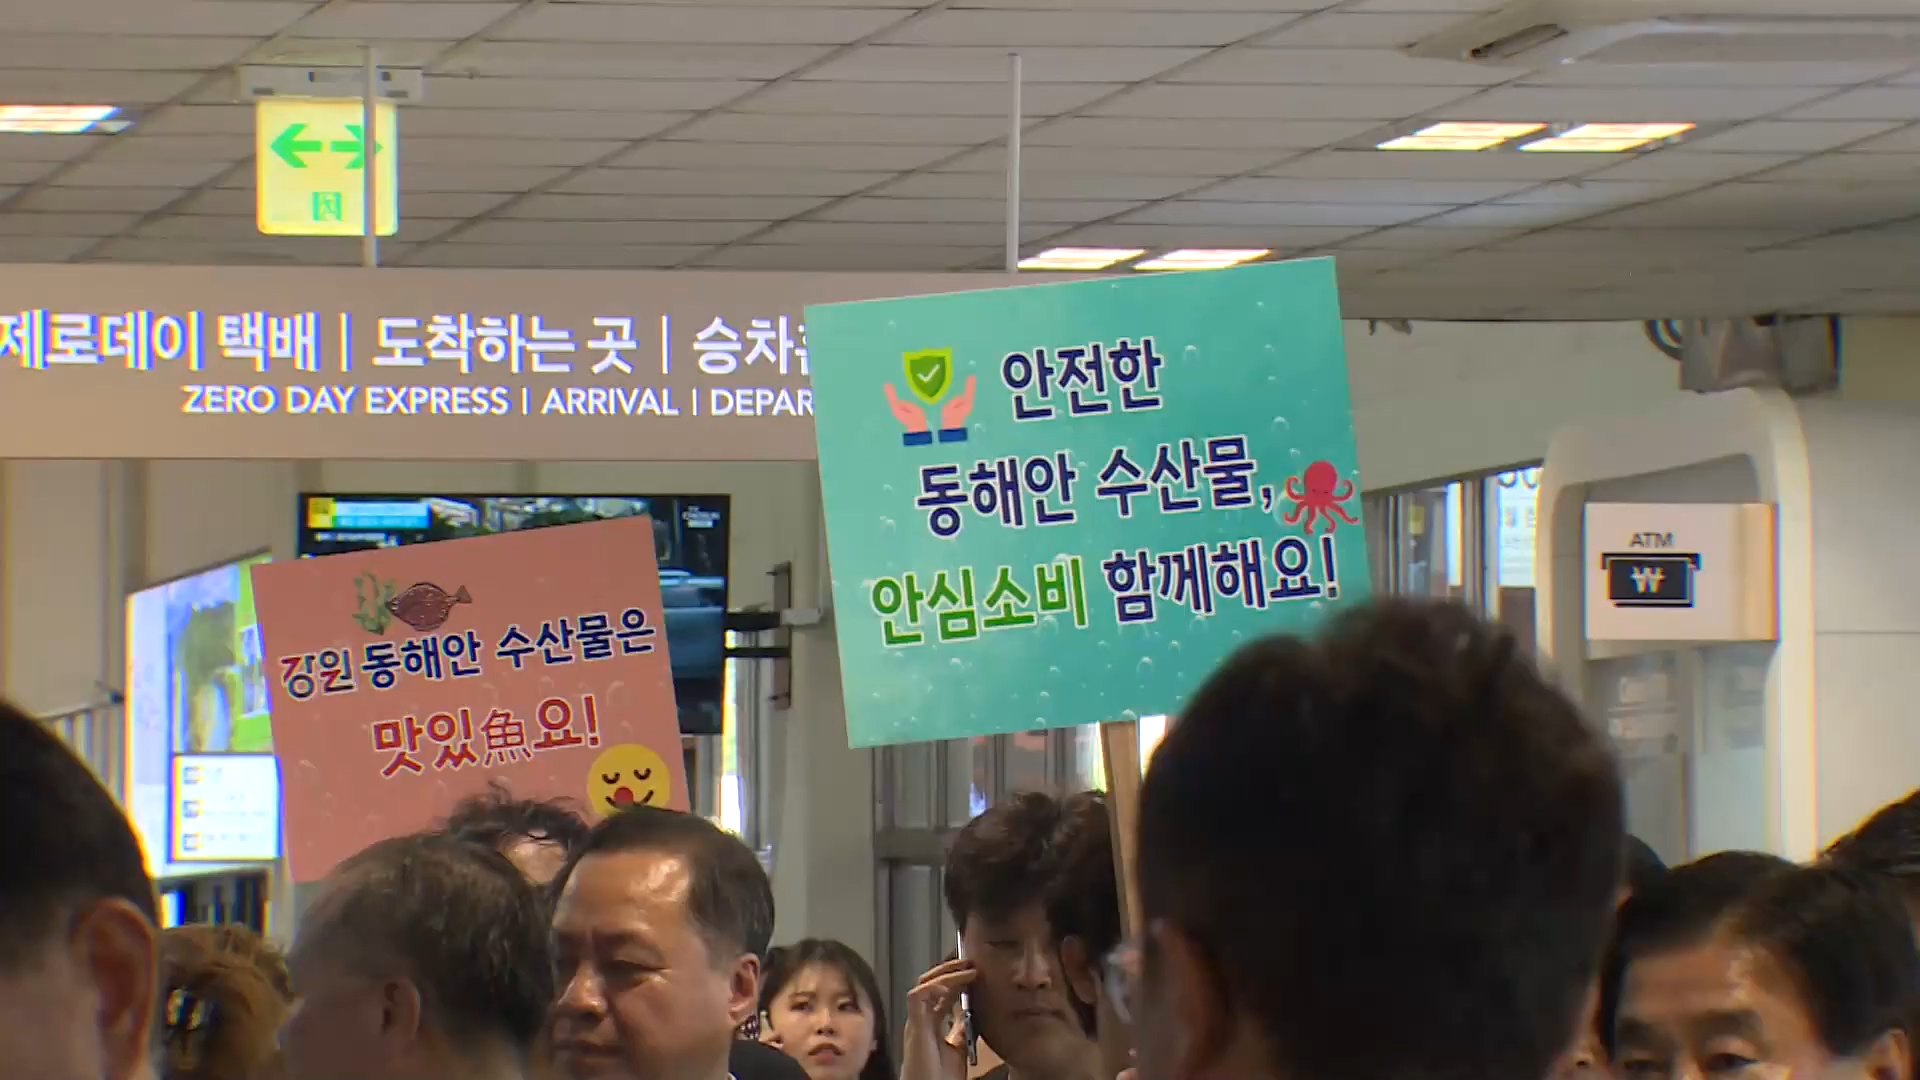 제로데이 택배 | 도착하는 곳 | 승차
ZERO DAY EXPRESS | ARRIVAL | DEPAR
안전한
동해안 수산물,
안심소비 함께해요!
강원 동해안 수산물은
맛있魚요!
ATM
₩